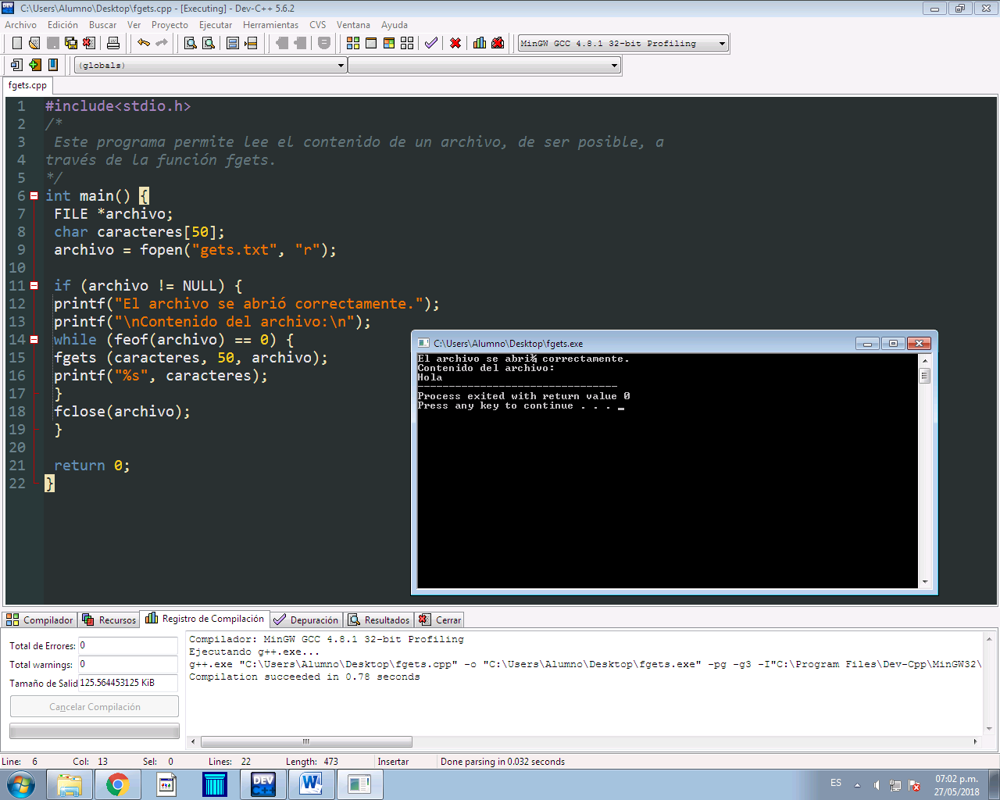 C:\Users\Alumno\Desktop\fgets.cpp - [Executing] - Dev-C++ 5.6.2
Archivo Edición Buscar Ver Proyecto Ejecutar Herramientas CVS Ventana Ayuda
MinGW GCC 4.8.1 32-bit Profiling
(globals)
fgets.cpp
1 #include<stdio.h>
2 /*
3 Este programa permite lee el contenido de un archivo, de ser posible, a
4 través de la función fgets.
5 */
6 int main() {
7 FILE *archivo;
8 char caracteres[50];
9 archivo = fopen("gets.txt", "r");
10
11 if (archivo != NULL) {
12 printf("El archivo se abrió correctamente.");
13 printf("\nContenido del archivo:\n");
14 while (feof(archivo) == 0) {
15 fgets (caracteres, 50, archivo);
16 printf("%s", caracteres);
17 }
18 fclose(archivo);
19 }
20
21 return 0;
22 }
C:\Users\Alumno\Desktop\fgets.exe
El archivo se abri¾ correctamente.
Contenido del archivo:
Hola
--------------------------------
Process exited with return value 0
Press any key to continue . . .
Compilador Recursos Registro de Compilación Depuración Resultados Cerrar
Total de Errores: 0
Total warnings: 0
Tamaño de Salid 125.564453125 KiB
Cancelar Compilación
Compilador: MinGW GCC 4.8.1 32-bit Profiling
Ejecutando g++.exe...
g++.exe "C:\Users\Alumno\Desktop\fgets.cpp" -o "C:\Users\Alumno\Desktop\fgets.exe" -pg -g3 -I"C:\Program Files\Dev-Cpp\MinGW32\
Compilation succeeded in 0.78 seconds
Line: 6 Col: 13 Sel: 0 Lines: 22 Length: 473 Insertar Done parsing in 0.032 seconds
DEV C++
W
ES
07:02 p.m.
27/05/2018